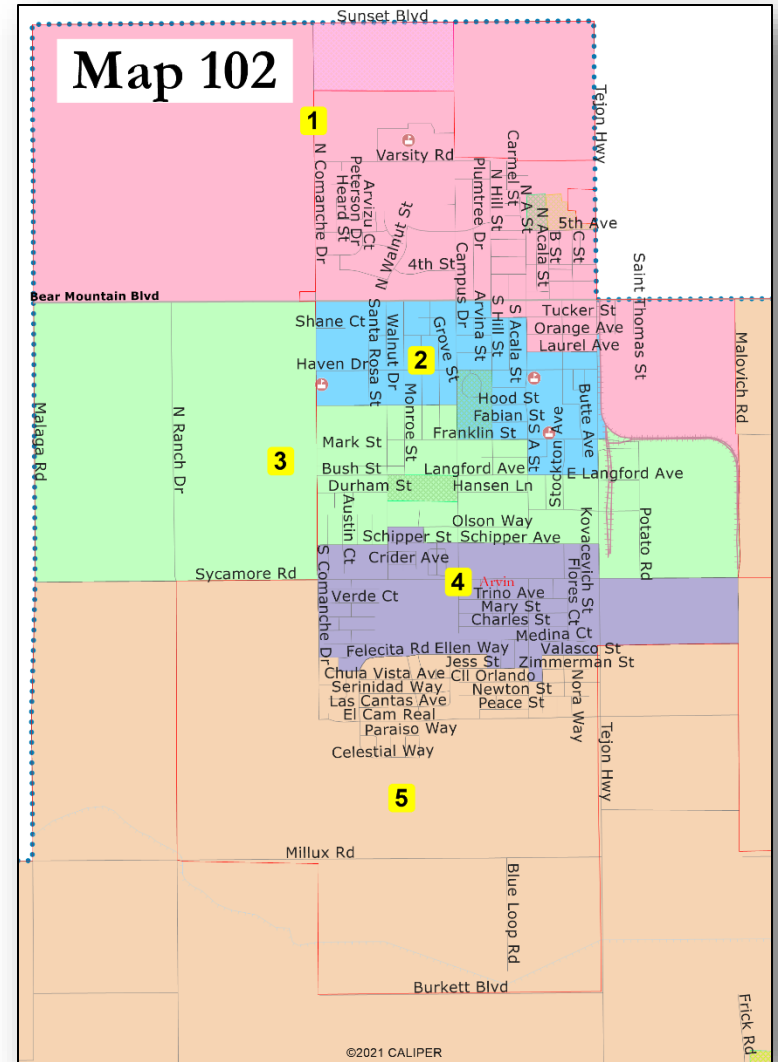 Sunset Blvd
Map 102
1
Tejon Hwy
Varsity Rd
N Comanche Dr
Peterson Dr
Heard St
Arvizu Ct
N Walnut St
4th St
Plumtree Dr
Campus Dr
Carmel St
N Hill St
N A St
N Acala St
5th Ave
B St
C St
Saint Thomas St
Bear Mountain Blvd
Shane Ct
Santa Rosa St
Walnut Dr
Grove St
Arvina St
S Hill St
S Acala St
Tucker St
Orange Ave
Laurel Ave
Malovich Rd
2
Haven Dr
Monroe St
Hood St
Fabian St
Franklin St
S A St
Stockton Ave
Butte Ave
Malaga Rd
N Ranch Dr
3
Mark St
Bush St
Langford Ave
E Langford Ave
Durham St
Hansen Ln
Austin Ct
Olson Way
Schipper St
Schipper Ave
Kovacevich St
Potato Rd
Crider Ave
Sycamore Rd
S Comanche Dr
4
Arvin
Verde Ct
Trino Ave
Mary St
Charles St
Flores Ct
Medina Ct
Felecita Rd
Ellen Way
Valasco St
Jess St
Zimmerman St
Chula Vista Ave
Cll Orlando
Serinidad Way
Newton St
Las Cantas Ave
Peace St
Nora Way
El Cam Real
Paraiso Way
Tejon Hwy
Celestial Way
5
Millux Rd
Blue Loop Rd
Burkett Blvd
Frick Rd
©2021 CALIPER